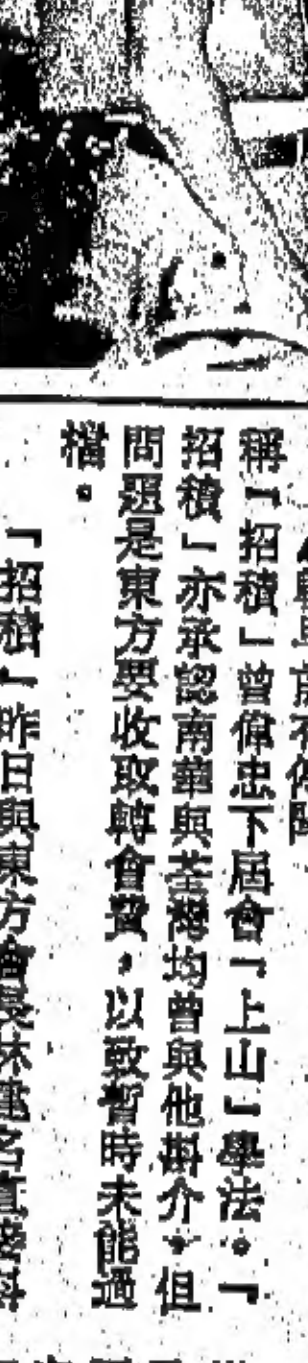 稱「招積」曾偉忠下屆會「上山」學法。「
招積」亦承認南華與荃灣均曾與他斟介，但
問題是東方要收取轉會費，以致暫時未能過
檔。
「招積」昨日與東方會長林建名直接斟